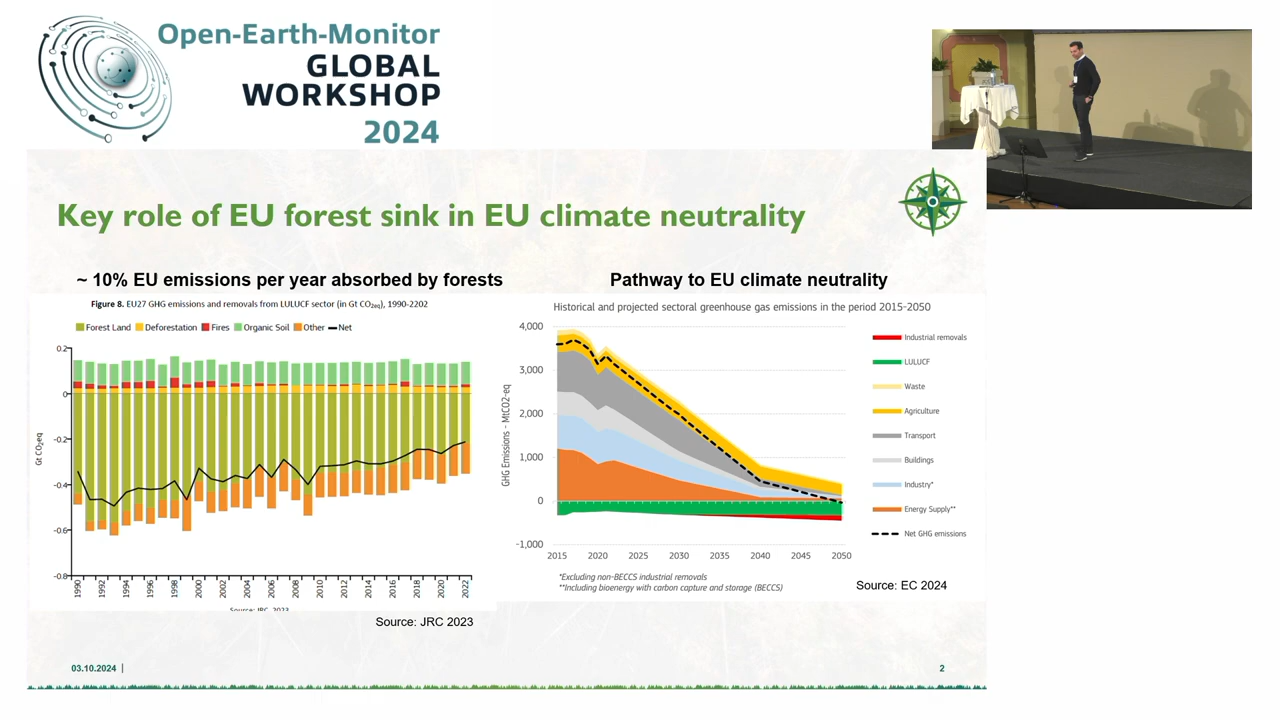 Open-Earth-Monitor
GLOBAL
WORKSHOP
2024
Key role of EU forest sink in EU climate neutrality
~ 10% EU emissions per year absorbed by forests
Figure 8. EU27 GHG emissions and removals from LULUCF sector (in Gt CO2eq), 1990-2202
Forest Land Deforestation Fires Organic Soil Other Net
Gt CO2eq
0.2
0
-0.2
-0.4
-0.6
-0.8
1990 1992 1994 1996 1998 2000 2002 2004 2006 2008 2010 2012 2014 2016 2018 2020 2022
Source: JRC, 2023
Source: JRC 2023
Pathway to EU climate neutrality
Historical and projected sectoral greenhouse gas emissions in the period 2015-2050
GHG Emissions - MtCO2-eq
4,000
3,000
2,000
1,000
0
-1,000
2015 2020 2025 2030 2035 2040 2045 2050
Industrial removals
LULUCF
Waste
Agriculture
Transport
Buildings
Industry*
Energy Supply**
Net GHG emissions
*Excluding non-BECCS industrial removals
**Including bioenergy with carbon capture and storage (BECCS)
Source: EC 2024
03.10.2024 |
2